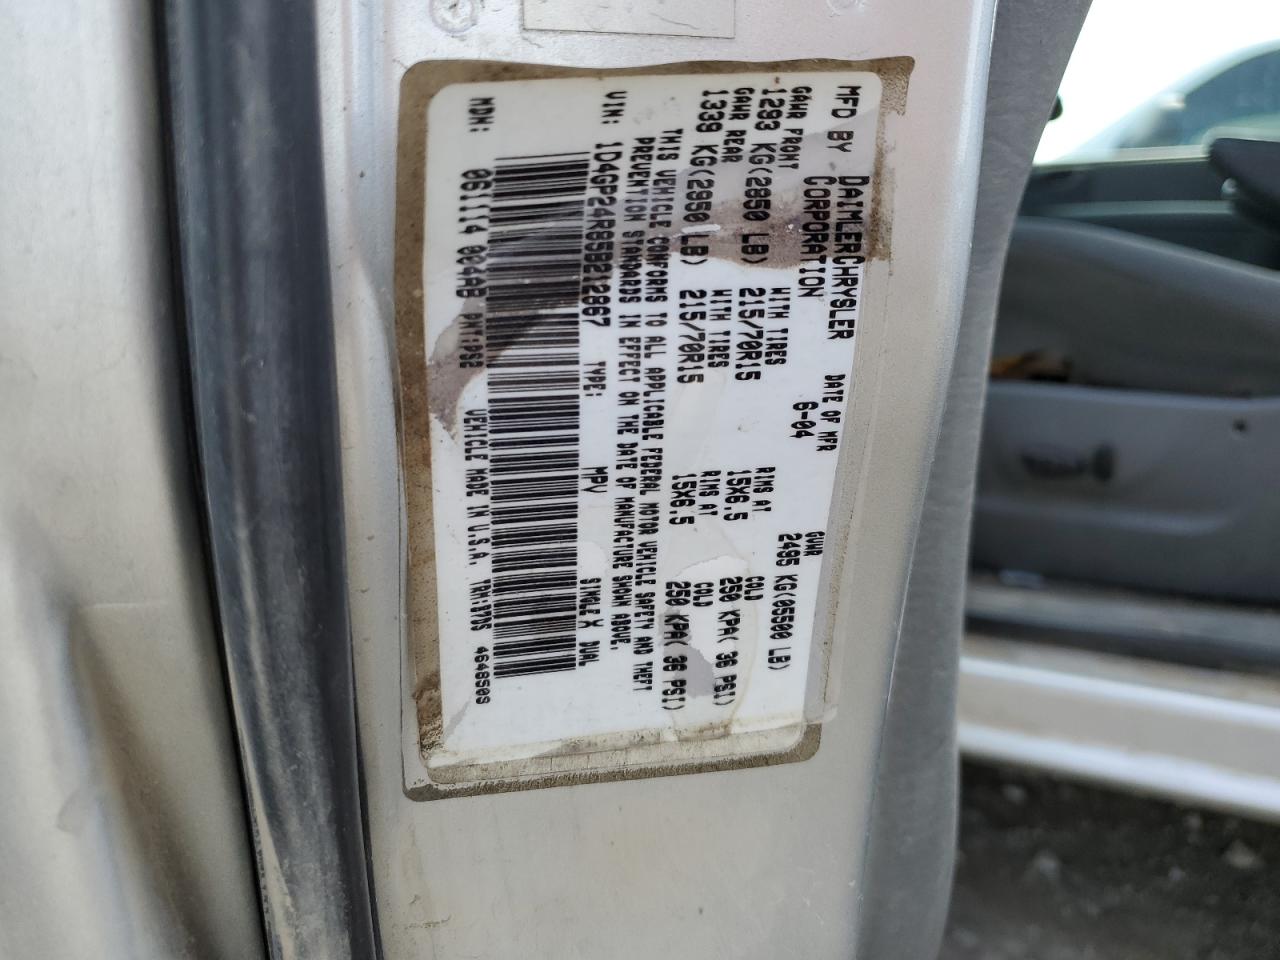 MFD BY DAIMLERCHRYSLER CORPORATION DATE OF MFR 6-04 GVWR 2495 KG(05500 LB)
GAWR FRONT WITH TIRES RIMS AT COLD
1293 KG(2850 LB) 215/70R15 15X6.5 250 KPA( 36 PSI)
GAWR REAR WITH TIRES RIMS AT COLD
1339 KG(2950 LB) 215/70R15 15X6.5 250 KPA( 36 PSI)
THIS VEHICLE CONFORMS TO ALL APPLICABLE FEDERAL MOTOR VEHICLE SAFETY AND THEFT
PREVENTION STANDARDS IN EFFECT ON THE DATE OF MANUFACTURE SHOWN ABOVE.
VIN: 1D4GP24R85B212867 TYPE: MPV SINGLE X DUAL
MDH: 061114 004AB PNT:PS2 VEHICLE MADE IN U.S.A. 4648509